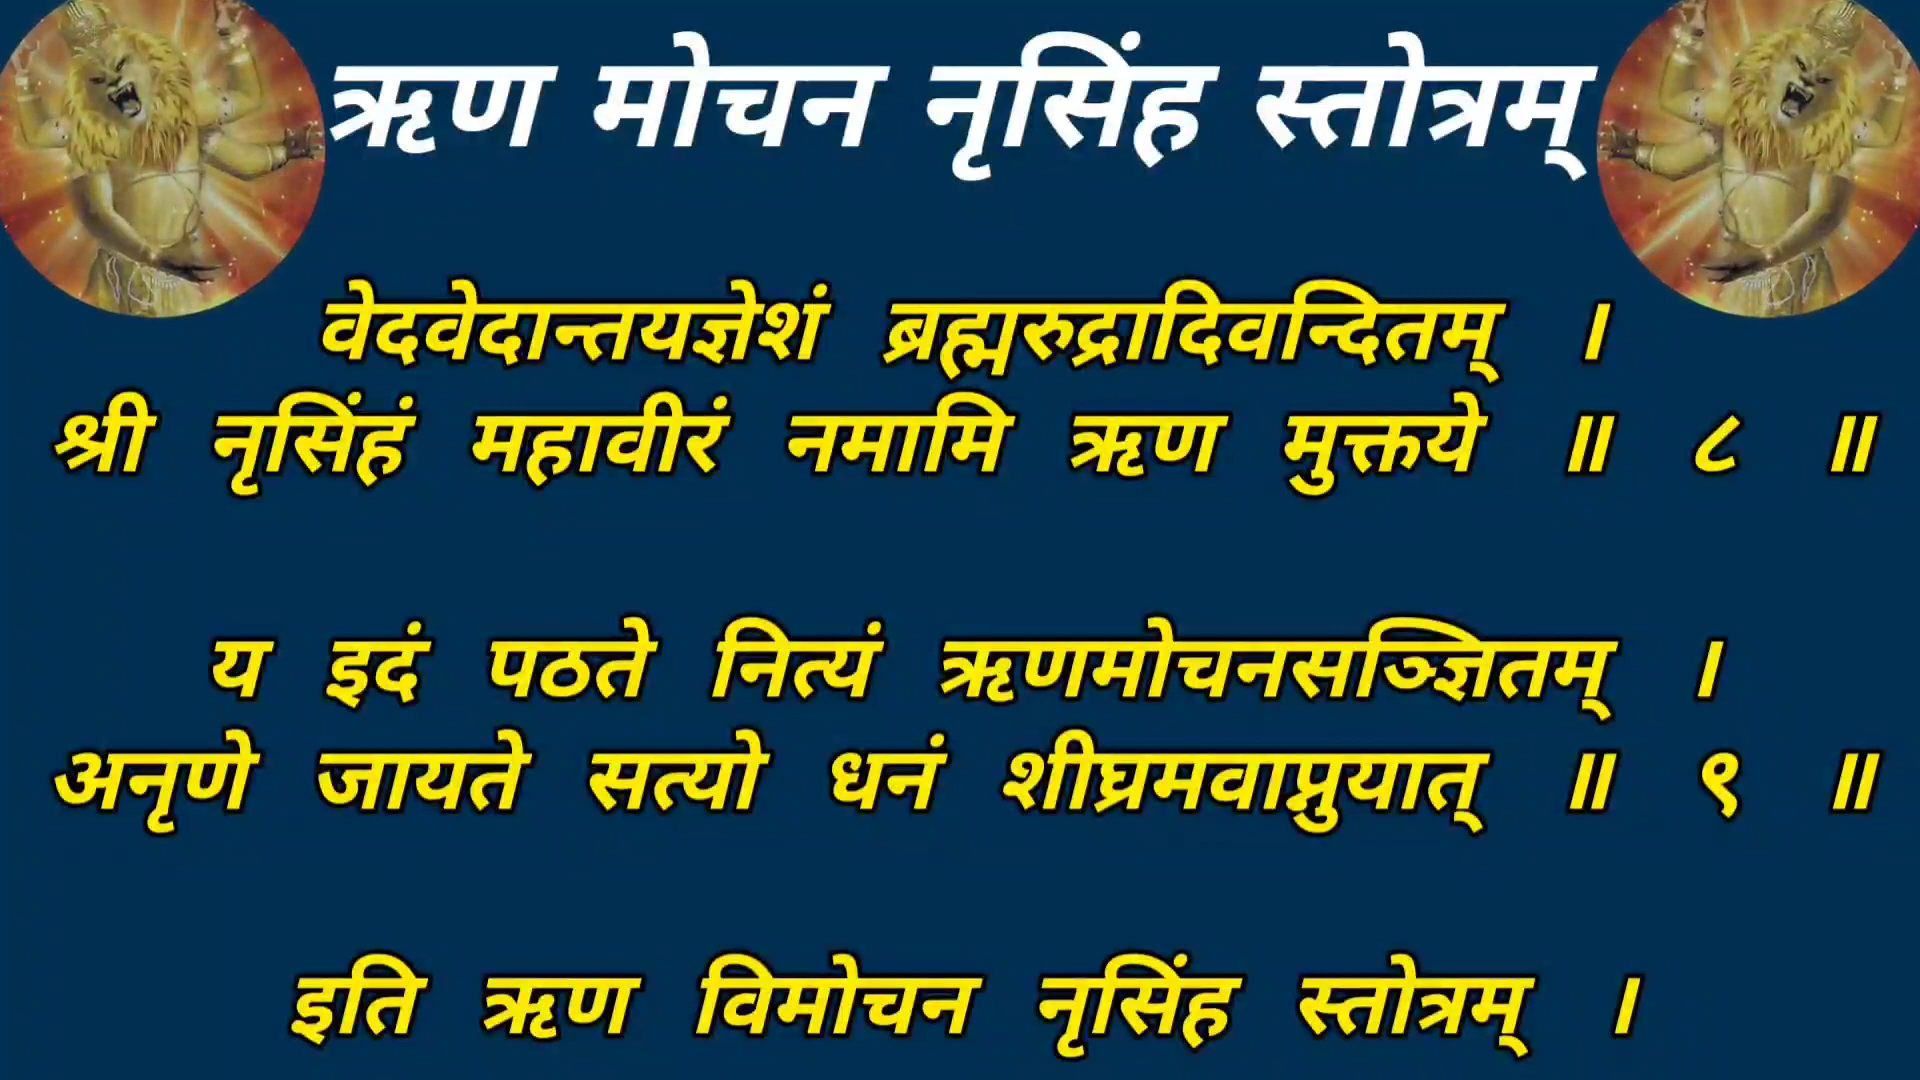 ऋण मोचन नृसिंह स्तोत्रम्
वेदवेदान्तयज्ञेशं ब्रह्मरुद्रादिवन्दितम् ।
श्री नृसिंहं महावीरं नमामि ऋण मुक्तये ॥ ८ ॥
य इदं पठते नित्यं ऋणमोचनसञ्ज्ञितम् ।
अनृणे जायते सत्यो धनं शीघ्रमवाप्नुयात् ॥ ९ ॥
इति ऋण विमोचन नृसिंह स्तोत्रम् ।